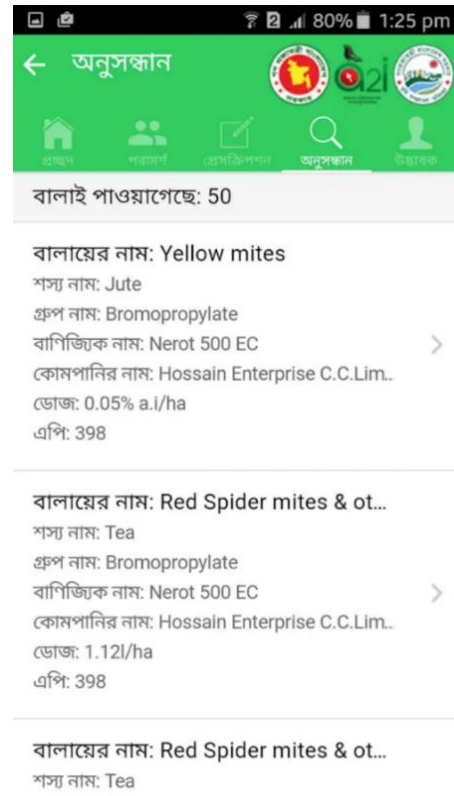 80% 1:25 pm
অনুসন্ধান
a2i
প্রচ্ছদ পরামর্শ প্রেসক্রিপশন অনুসন্ধান উদ্ভাবক
বালাই পাওয়াগেছে: 50
বালায়ের নাম: Yellow mites
শস্য নাম: Jute
গ্রুপ নাম: Bromopropylate
বাণিজ্যিক নাম: Nerot 500 EC
কোমপানির নাম: Hossain Enterprise C.C.Lim..
ডোজ: 0.05% a.i/ha
এপি: 398
বালায়ের নাম: Red Spider mites & ot...
শস্য নাম: Tea
গ্রুপ নাম: Bromopropylate
বাণিজ্যিক নাম: Nerot 500 EC
কোমপানির নাম: Hossain Enterprise C.C.Lim..
ডোজ: 1.12l/ha
এপি: 398
বালায়ের নাম: Red Spider mites & ot...
শস্য নাম: Tea